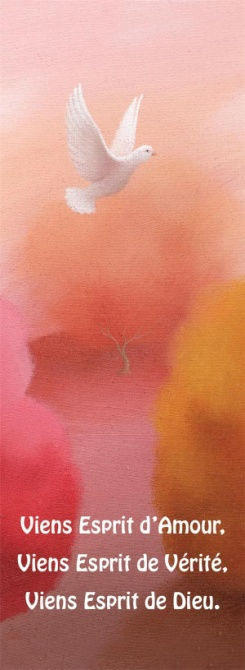 Viens Esprit d'Amour,
Viens Esprit de Vérité,
Viens Esprit de Dieu.